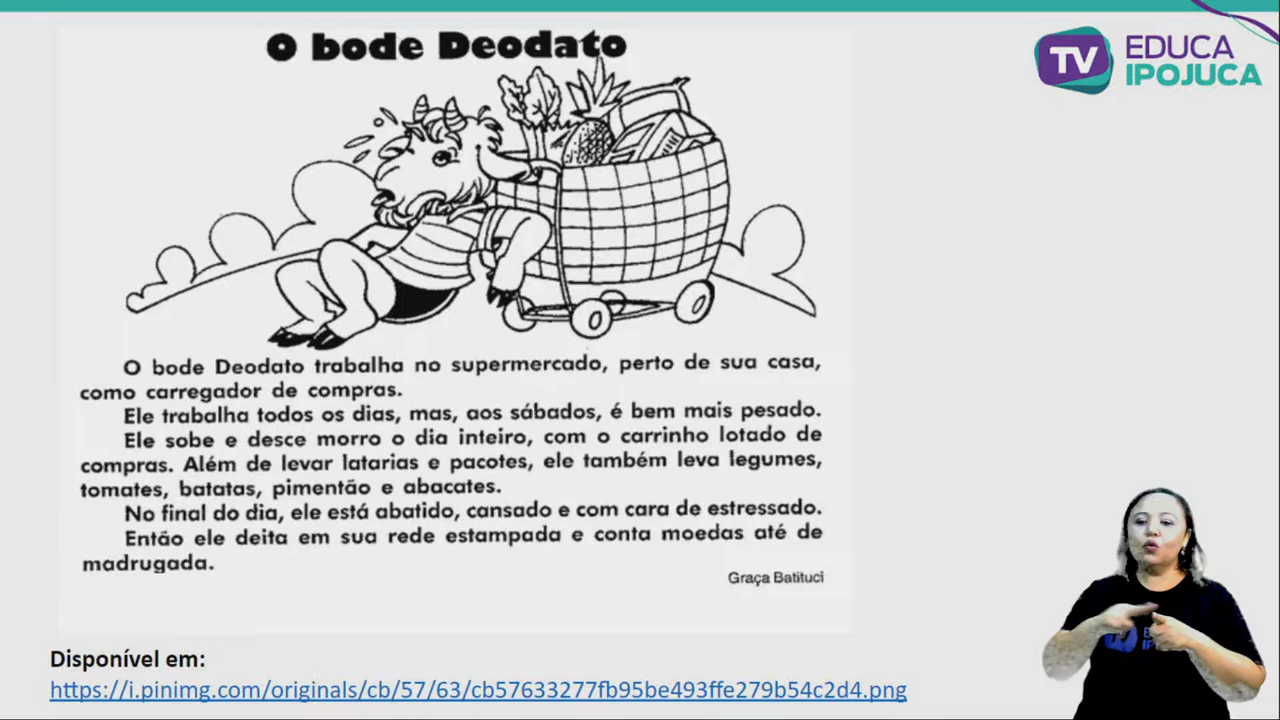 O bode Deodato
TV EDUCA
IPOJUCA
O bode Deodato trabalha no supermercado, perto de sua casa,
como carregador de compras.
Ele trabalha todos os dias, mas, aos sábados, é bem mais pesado.
Ele sobe e desce morro o dia inteiro, com o carrinho lotado de
compras. Além de levar latarias e pacotes, ele também leva legumes,
tomates, batatas, pimentão e abacates.
No final do dia, ele está abatido, cansado e com cara de estressado.
Então ele deita em sua rede estampada e conta moedas até de
madrugada.
Graça Batituci
Disponível em:
https://i.pinimg.com/originals/cb/57/63/cb57633277fb95be493ffe279b54c2d4.png